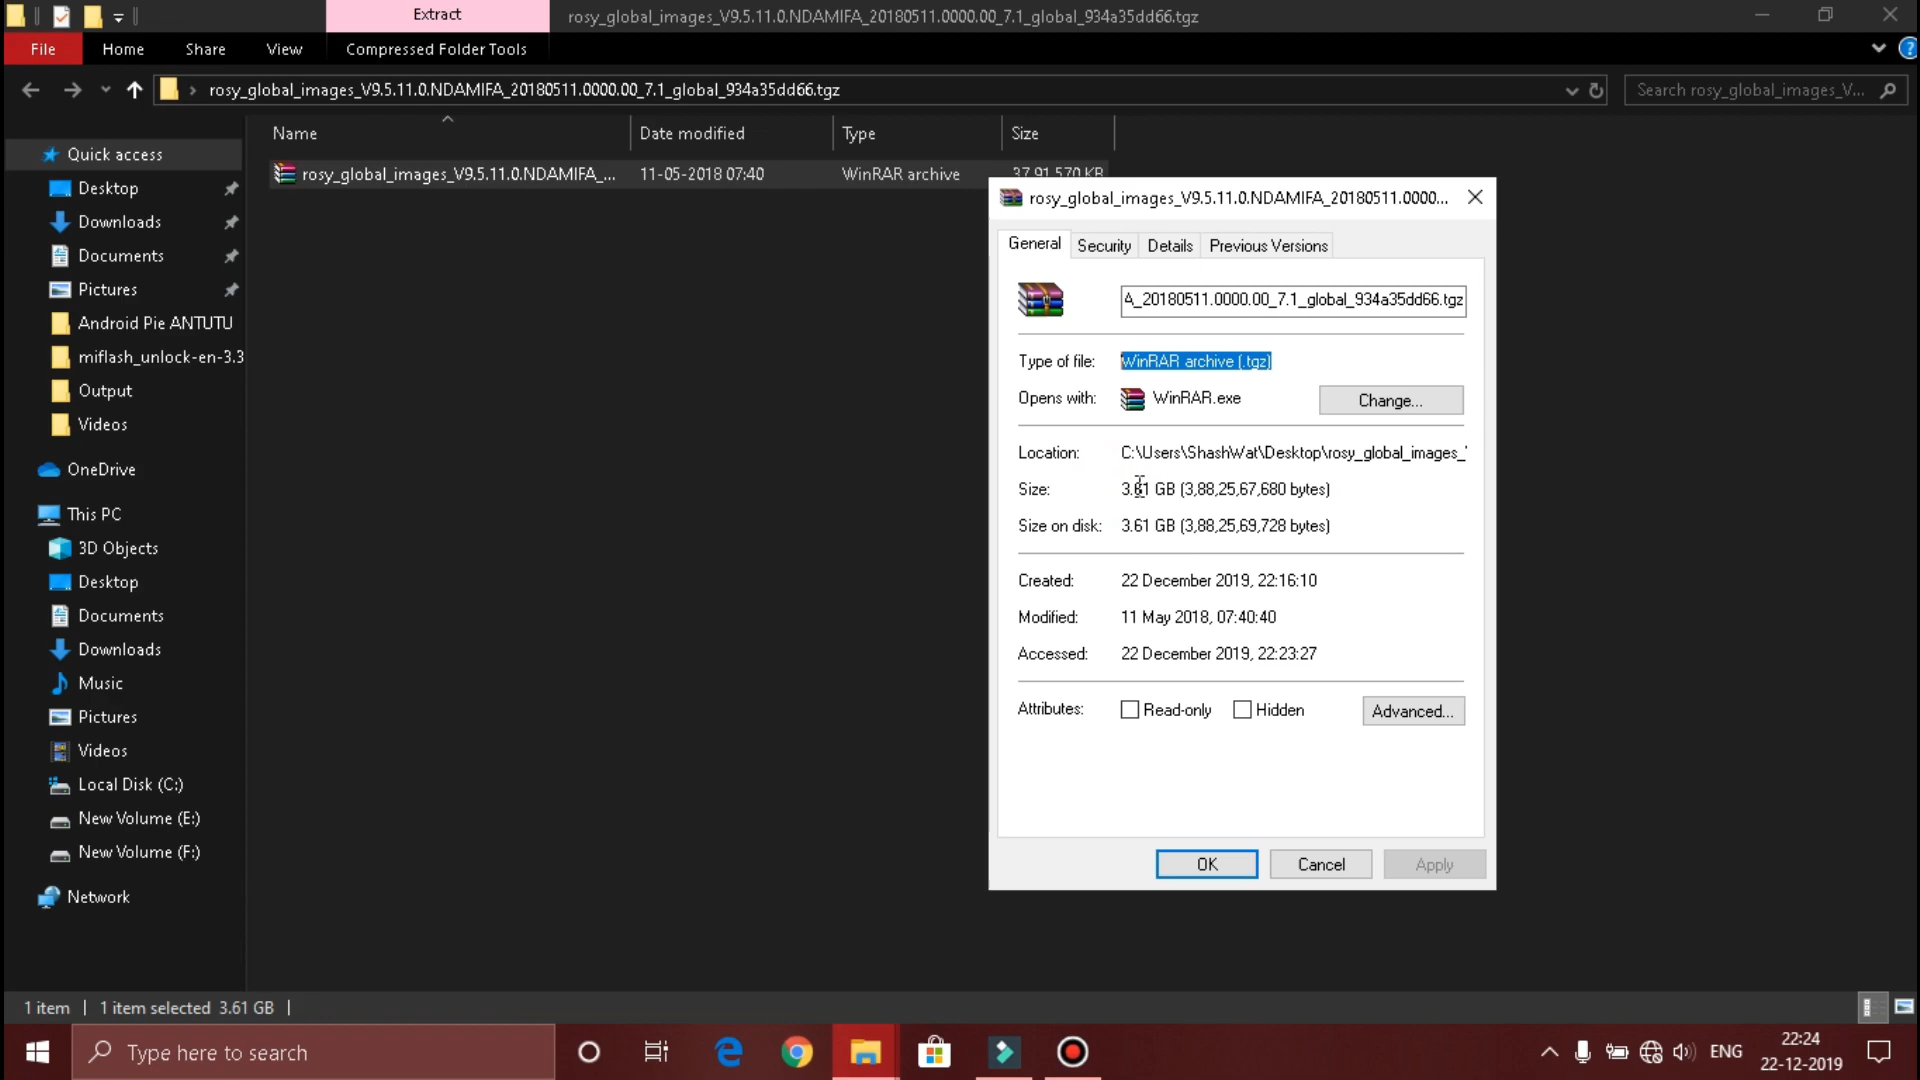 Extract
rosy_global_images_V9.5.11.0.NDAMIFA_20180511.0000.00_7.1_global_934a35dd66.tgz
File Home Share View Compressed Folder Tools
rosy_global_images_V9.5.11.0.NDAMIFA_20180511.0000.00_7.1_global_934a35dd66.tgz
Search rosy_global_images_V...
Name Date modified Type Size
rosy_global_images_V9.5.11.0.NDAMIFA_... 11-05-2018 07:40 WinRAR archive 37,91,570 KB
Quick access
Desktop
Downloads
Documents
Pictures
Android Pie ANTUTU
miflash_unlock-en-3.3
Output
Videos
OneDrive
This PC
3D Objects
Desktop
Documents
Downloads
Music
Pictures
Videos
Local Disk (C:)
New Volume (E:)
New Volume (F:)
Network
rosy_global_images_V9.5.11.0.NDAMIFA_20180511.0000...
General Security Details Previous Versions
A_20180511.0000.00_7.1_global_934a35dd66.tgz
Type of file: WinRAR archive (.tgz)
Opens with: WinRAR.exe Change...
Location: C:\Users\ShashWat\Desktop\rosy_global_images_
Size: 3.61 GB (3,88,25,67,680 bytes)
Size on disk: 3.61 GB (3,88,25,69,728 bytes)
Created: 22 December 2019, 22:16:10
Modified: 11 May 2018, 07:40:40
Accessed: 22 December 2019, 22:23:27
Attributes: Read-only Hidden Advanced...
OK Cancel Apply
1 item 1 item selected 3.61 GB
Type here to search
ENG
22:24
22-12-2019